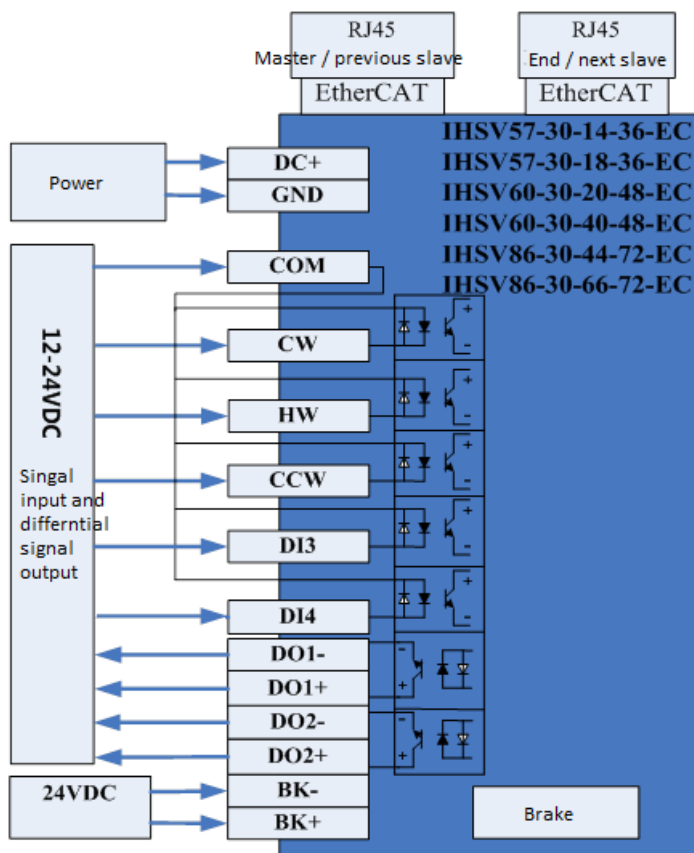 RJ45
Master / previous slave
EtherCAT
RJ45
End / next slave
EtherCAT
IHSV57-30-14-36-EC
IHSV57-30-18-36-EC
IHSV60-30-20-48-EC
IHSV60-30-40-48-EC
IHSV86-30-44-72-EC
IHSV86-30-66-72-EC
Power
DC+
GND
12-24VDC
Singal
input and
differntial
signal
output
COM
CW
HW
CCW
DI3
DI4
DO1-
DO1+
DO2-
DO2+
24VDC
BK-
BK+
+
-
+
-
+
-
+
-
+
-
-
+
-
+
Brake